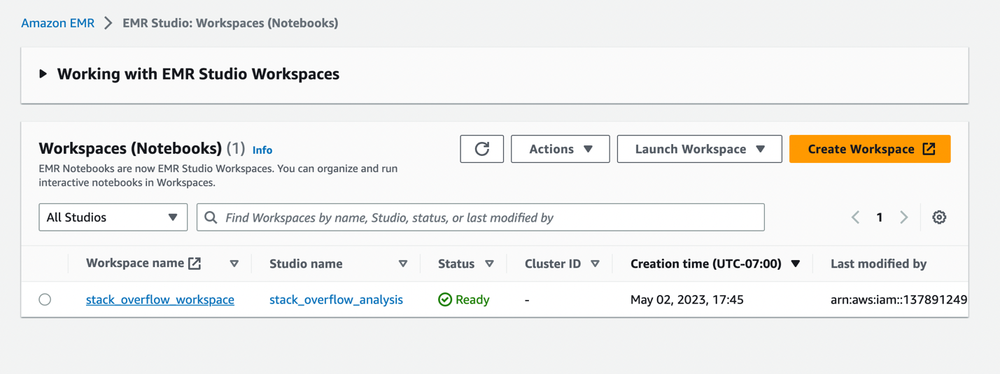 Amazon EMR > EMR Studio: Workspaces (Notebooks)
Working with EMR Studio Workspaces
Workspaces (Notebooks) (1) Info
EMR Notebooks are now EMR Studio Workspaces. You can organize and run
interactive notebooks in Workspaces.
Actions Launch Workspace Create Workspace
All Studios Find Workspaces by name, Studio, status, or last modified by 1
Workspace name Studio name Status Cluster ID Creation time (UTC-07:00) Last modified by
stack_overflow_workspace stack_overflow_analysis Ready - May 02, 2023, 17:45 arn:aws:iam::137891249